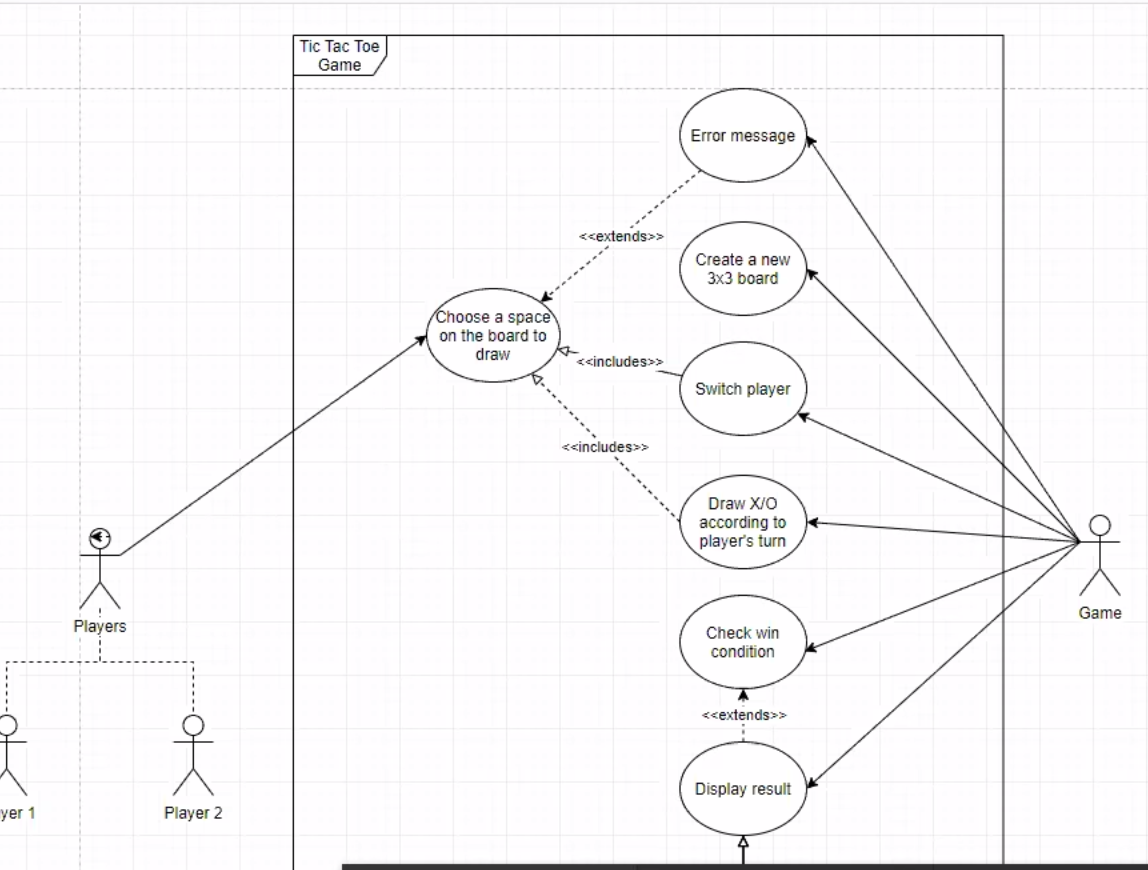 Tic Tac Toe
Game
Error message
<<extends>>
Create a new
3x3 board
Choose a space
on the board to
draw
<<includes>>
Switch player
<<includes>>
Draw X/O
according to
player's turn
Players
Game
Check win
condition
<<extends>>
Display result
yer 1
Player 2